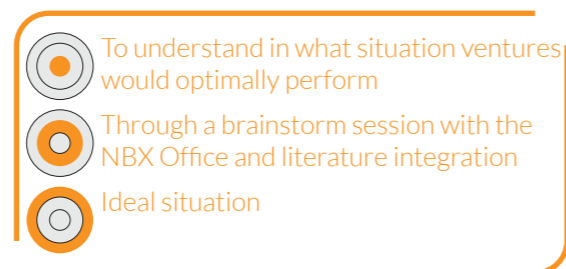 To understand in what situation ventures
would optimally perform
Through a brainstorm session with the
NBX Office and literature integration
Ideal situation